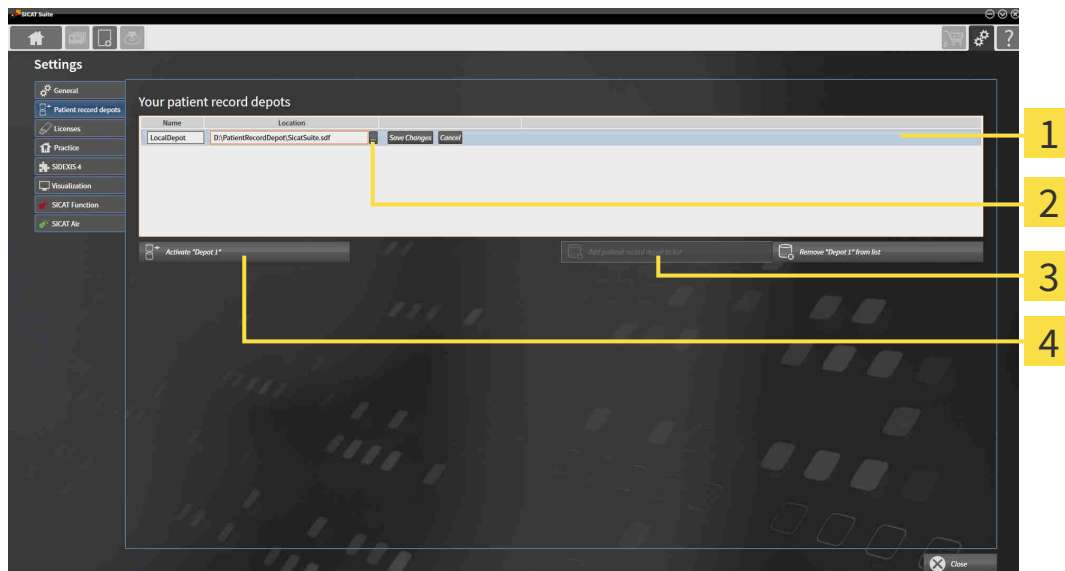 SICAT Suite
?
Settings
General
Patient record depots
Licenses
Practice
SIDEXIS 4
Visualization
SICAT Function
SICAT Air
Your patient record depots
Name Location
LocalDepot D:\PatientRecordDepot\SicatSuite.sdf ... Save Changes Cancel
Activate "Depot 1" Add patient record depot to list Remove "Depot 1" from list
Close
1
2
3
4